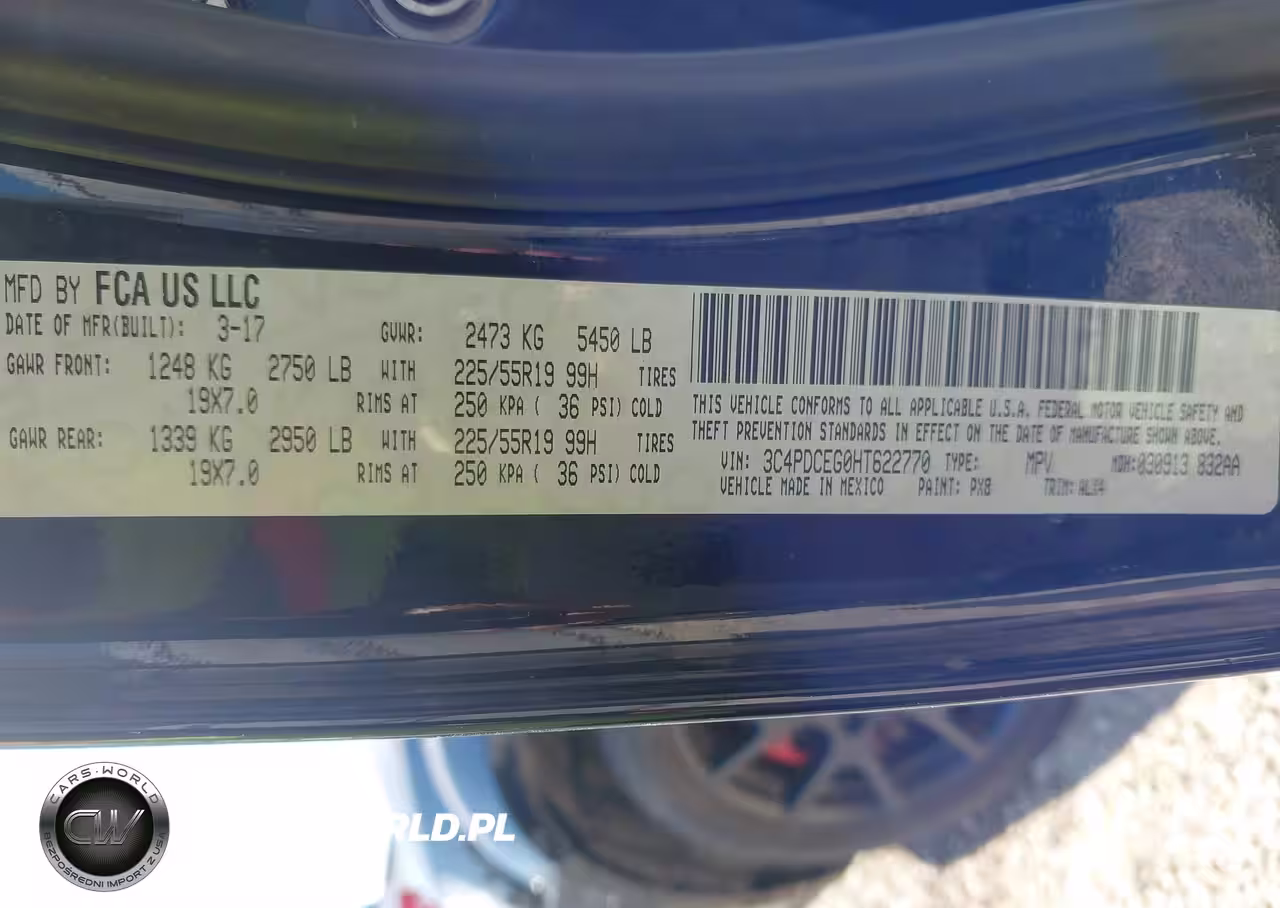 MFD BY FCA US LLC
DATE OF MFR(BUILT): 3-17 GVWR: 2473 KG 5450 LB
GAWR FRONT: 1248 KG 2750 LB WITH 225/55R19 99H TIRES
19X7.0 RIMS AT 250 KPA ( 36 PSI) COLD
GAWR REAR: 1339 KG 2950 LB WITH 225/55R19 99H TIRES
19X7.0 RIMS AT 250 KPA ( 36 PSI) COLD
THIS VEHICLE CONFORMS TO ALL APPLICABLE U.S.A. FEDERAL MOTOR VEHICLE SAFETY AND
THEFT PREVENTION STANDARDS IN EFFECT ON THE DATE OF MANUFACTURE SHOWN ABOVE.
VIN: 3C4PDCEG0HT622770 TYPE: MPV MDH:030913 832AA
VEHICLE MADE IN MEXICO PAINT: PX8 TRIM:
CARS-WORLD
CW
BEZPOŚREDNI IMPORT Z USA
RLD.PL